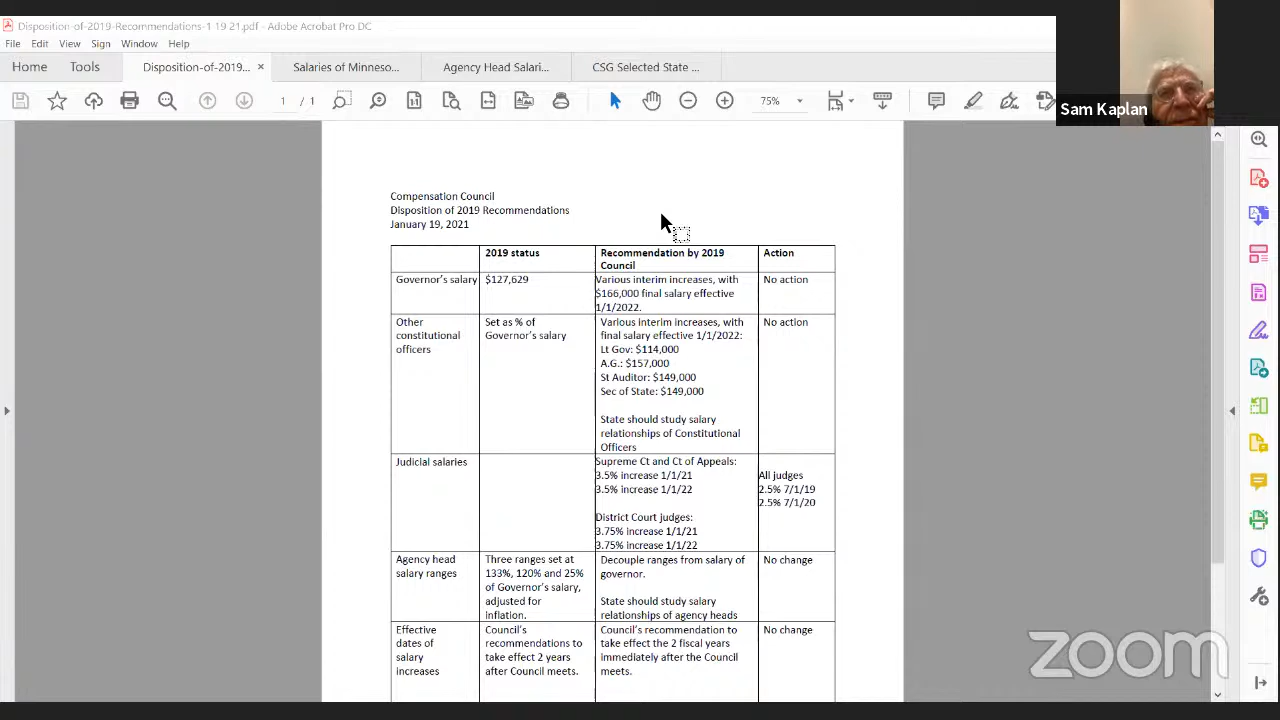 Disposition-of-2019-Recommendations-1 19 21.pdf - Adobe Acrobat Pro DC
File Edit View Sign Window Help
Home Tools Disposition-of-2019... × Salaries of Minneso... Agency Head Salari... CSG Selected State ...
1 / 1 75%
Sam Kaplan
Compensation Council
Disposition of 2019 Recommendations
January 19, 2021
2019 status
Recommendation by 2019
Council
Action
Governor's salary
$127,629
Various interim increases, with
$166,000 final salary effective
1/1/2022.
No action
Other
constitutional
officers
Set as % of
Governor's salary
Various interim increases, with
final salary effective 1/1/2022:
Lt Gov: $114,000
A.G.: $157,000
St Auditor: $149,000
Sec of State: $149,000
State should study salary
relationships of Constitutional
Officers
No action
Judicial salaries
Supreme Ct and Ct of Appeals:
3.5% increase 1/1/21
3.5% increase 1/1/22
District Court judges:
3.75% increase 1/1/21
3.75% increase 1/1/22
All judges
2.5% 7/1/19
2.5% 7/1/20
Agency head
salary ranges
Three ranges set at
133%, 120% and 25%
of Governor's salary,
adjusted for
inflation.
Decouple ranges from salary of
governor.
State should study salary
relationships of agency heads
No change
Effective
dates of
salary
increases
Council's
recommendations to
take effect 2 years
after Council meets.
Council's recommendation to
take effect the 2 fiscal years
immediately after the Council
meets.
No change
zoom